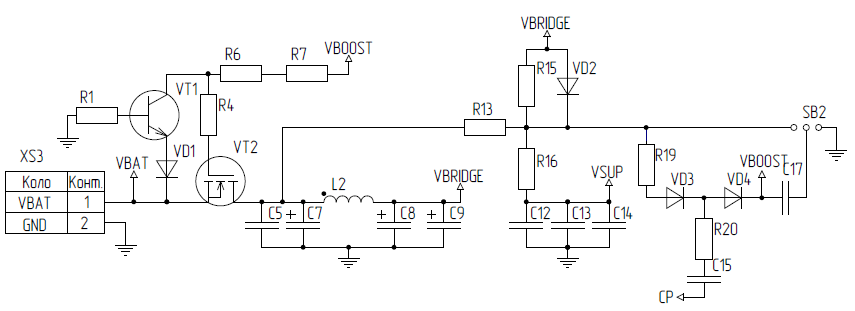 VBRIDGE
VBOOST
R6
R7
R15
VD2
R1
VT1
R4
R13
SB2
XS3
VD1
VT2
VBAT
R16
R19
VBOOST
VSUP
VD3
VD4
C17
Коло Конт.
VBAT 1
GND 2
L2
VBRIDGE
C5
C7
C8
C9
C12
C13
C14
R20
C15
CP